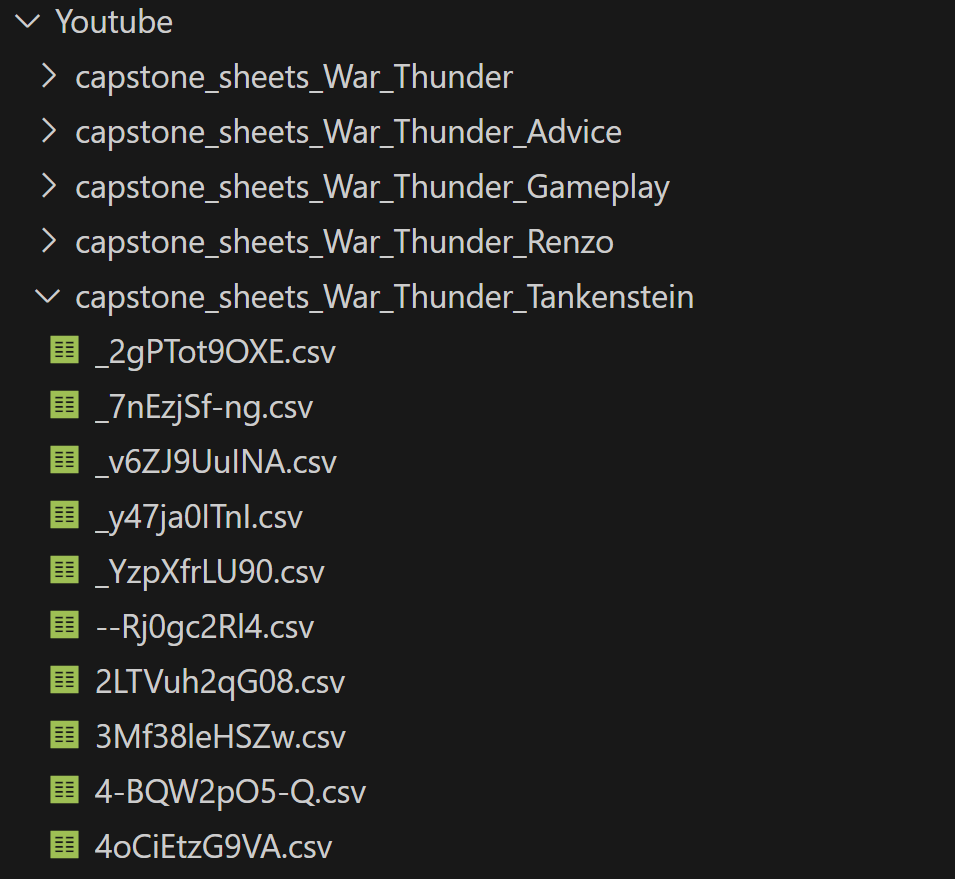 Youtube
capstone_sheets_War_Thunder
capstone_sheets_War_Thunder_Advice
capstone_sheets_War_Thunder_Gameplay
capstone_sheets_War_Thunder_Renzo
capstone_sheets_War_Thunder_Tankenstein
_2gPTot9OXE.csv
_7nEzjSf-ng.csv
_v6ZJ9UuINA.csv
_y47ja0ITnI.csv
_YzpXfrLU90.csv
--Rj0gc2Rl4.csv
2LTVuh2qG08.csv
3Mf38leHSZw.csv
4-BQW2pO5-Q.csv
4oCiEtzG9VA.csv